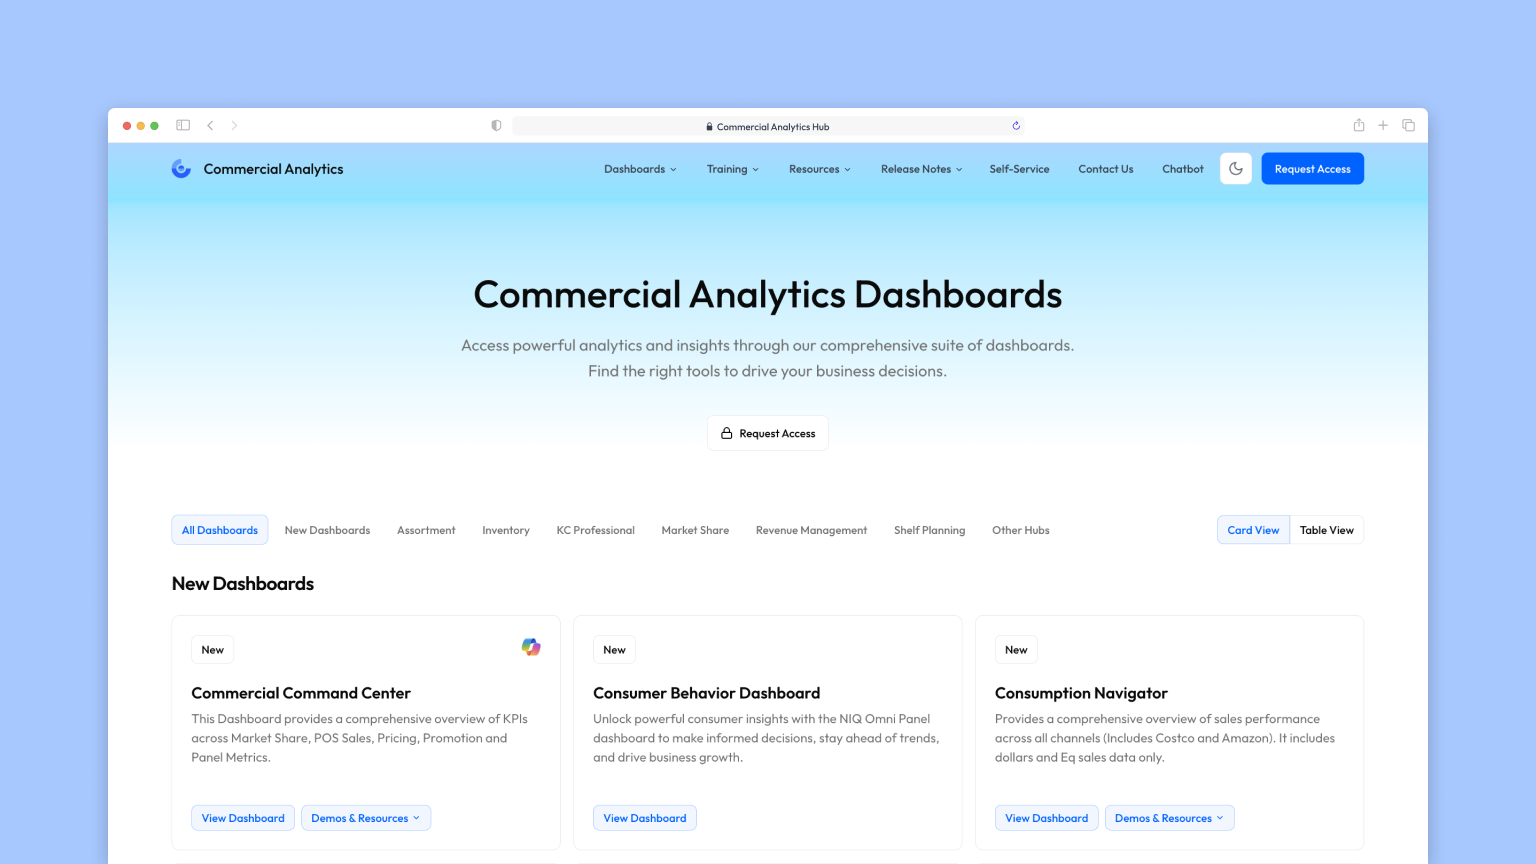 Commercial Analytics Hub
Commercial Analytics
Dashboards
Training
Resources
Release Notes
Self-Service
Contact Us
Chatbot
Request Access
Commercial Analytics Dashboards
Access powerful analytics and insights through our comprehensive suite of dashboards.
Find the right tools to drive your business decisions.
Request Access
All Dashboards
New Dashboards
Assortment
Inventory
KC Professional
Market Share
Revenue Management
Shelf Planning
Other Hubs
Card View
Table View
New Dashboards
New
Commercial Command Center
This Dashboard provides a comprehensive overview of KPIs
across Market Share, POS Sales, Pricing, Promotion and
Panel Metrics.
View Dashboard
Demos & Resources
New
Consumer Behavior Dashboard
Unlock powerful consumer insights with the NIQ Omni Panel
dashboard to make informed decisions, stay ahead of trends,
and drive business growth.
View Dashboard
New
Consumption Navigator
Provides a comprehensive overview of sales performance
across all channels (Includes Costco and Amazon). It includes
dollars and Eq sales data only.
View Dashboard
Demos & Resources